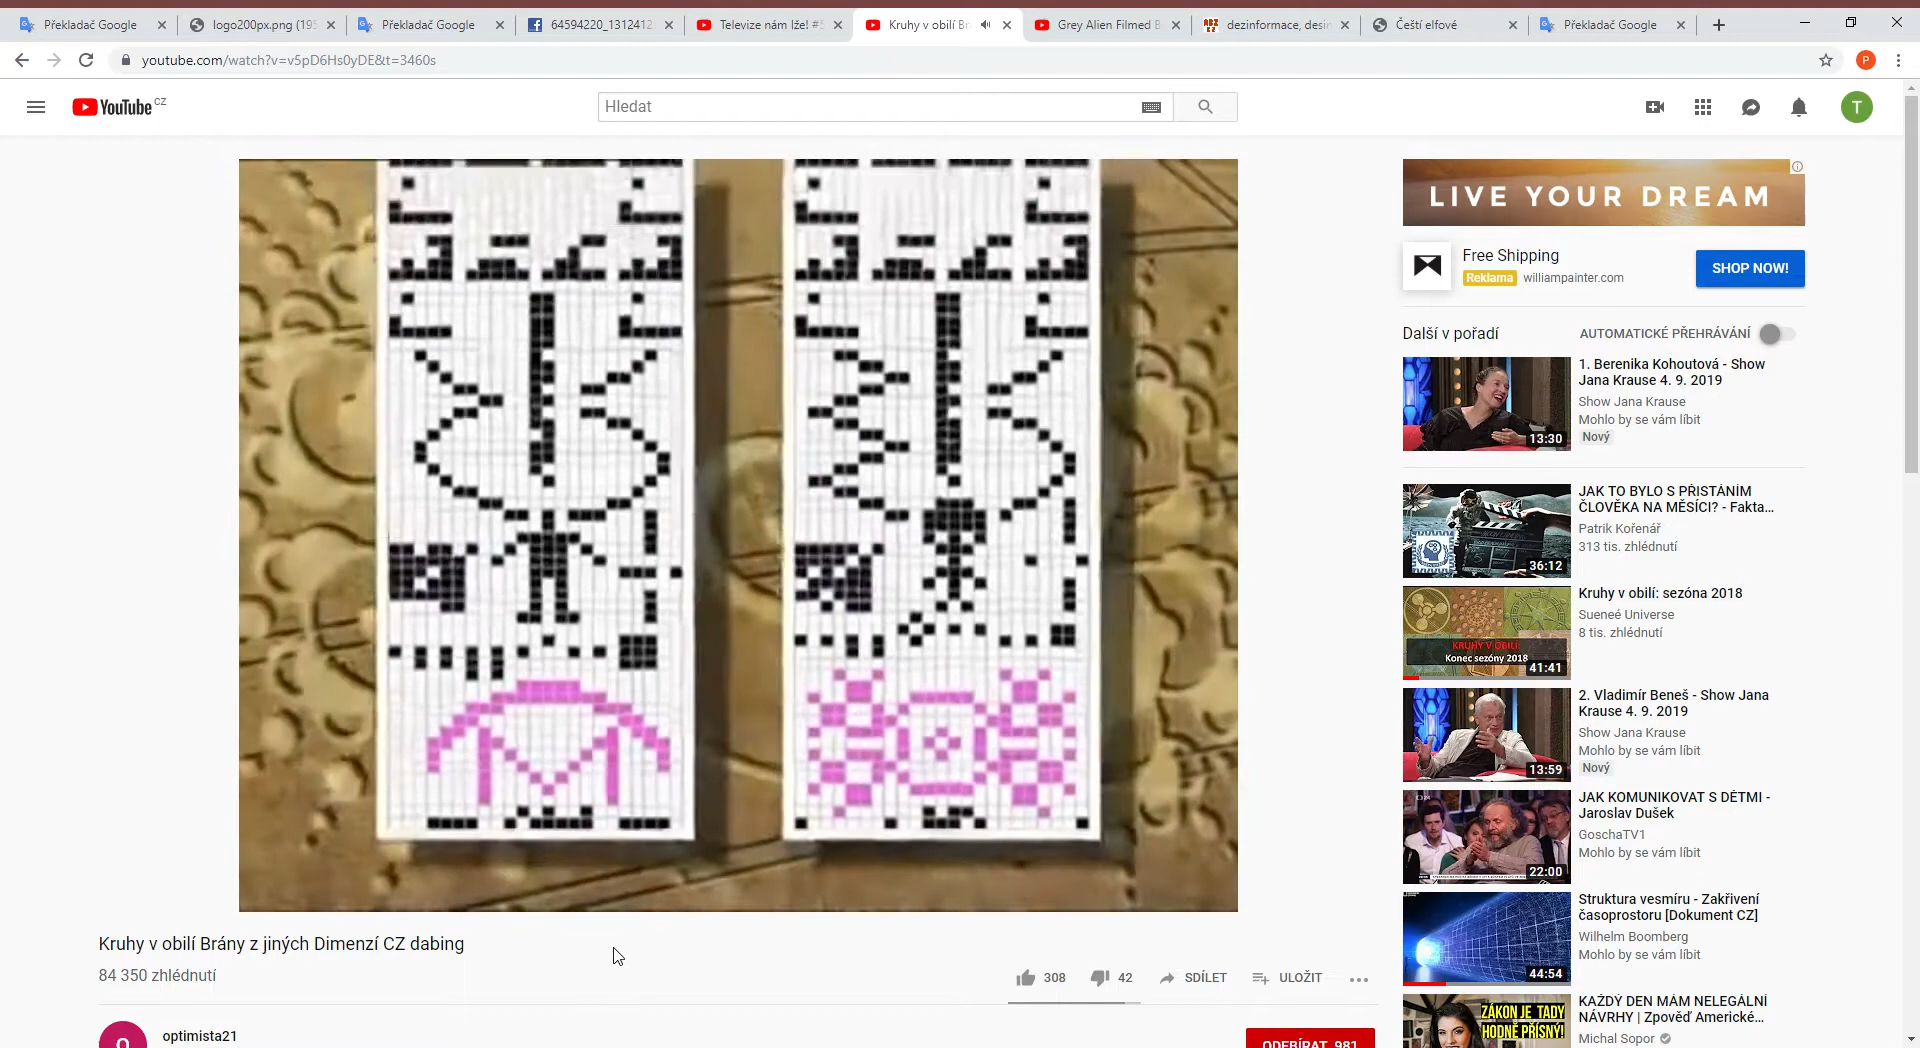 Překladač Google
logo200px.png (195
Překladač Google
64594220_1312412
Televize nám lže! #5
Kruhy v obilí Br
Grey Alien Filmed B
dezinformace, desin
Čeští elfové
Překladač Google
youtube.com/watch?v=v5pD6Hs0yDE&t=3460s
P
YouTube CZ
Hledat
T
LIVE YOUR DREAM
Free Shipping
Reklama williampainter.com
SHOP NOW!
Další v pořadí
AUTOMATICKÉ PŘEHRÁVÁNÍ
1. Berenika Kohoutová - Show
Jana Krause 4. 9. 2019
Show Jana Krause
Mohlo by se vám líbit
Nový
13:30
JAK TO BYLO S PŘISTÁNÍM
ČLOVĚKA NA MĚSÍCI? - Fakta...
Patrik Kořenář
313 tis. zhlédnutí
36:12
Kruhy v obilí: sezóna 2018
Sueneé Universe
8 tis. zhlédnutí
KRUHY V OBILÍ:
Konec sezóny 2018
41:41
2. Vladimír Beneš - Show Jana
Krause 4. 9. 2019
Show Jana Krause
Mohlo by se vám líbit
Nový
13:59
JAK KOMUNIKOVAT S DĚTMI -
Jaroslav Dušek
GoschaTV1
Mohlo by se vám líbit
22:00
Struktura vesmíru - Zakřivení
časoprostoru [Dokument CZ]
Wilhelm Boomberg
Mohlo by se vám líbit
44:54
KAŽDÝ DEN MÁM NELEGÁLNÍ
NÁVRHY | Zpověď Americké...
Michal Sopor
ZÁKON JE TADY
HODNĚ PŘÍSNÝ!
Kruhy v obilí Brány z jiných Dimenzí CZ dabing
84 350 zhlédnutí
308
42
SDÍLET
ULOŽIT
optimista21
ODEBÍRAT 981